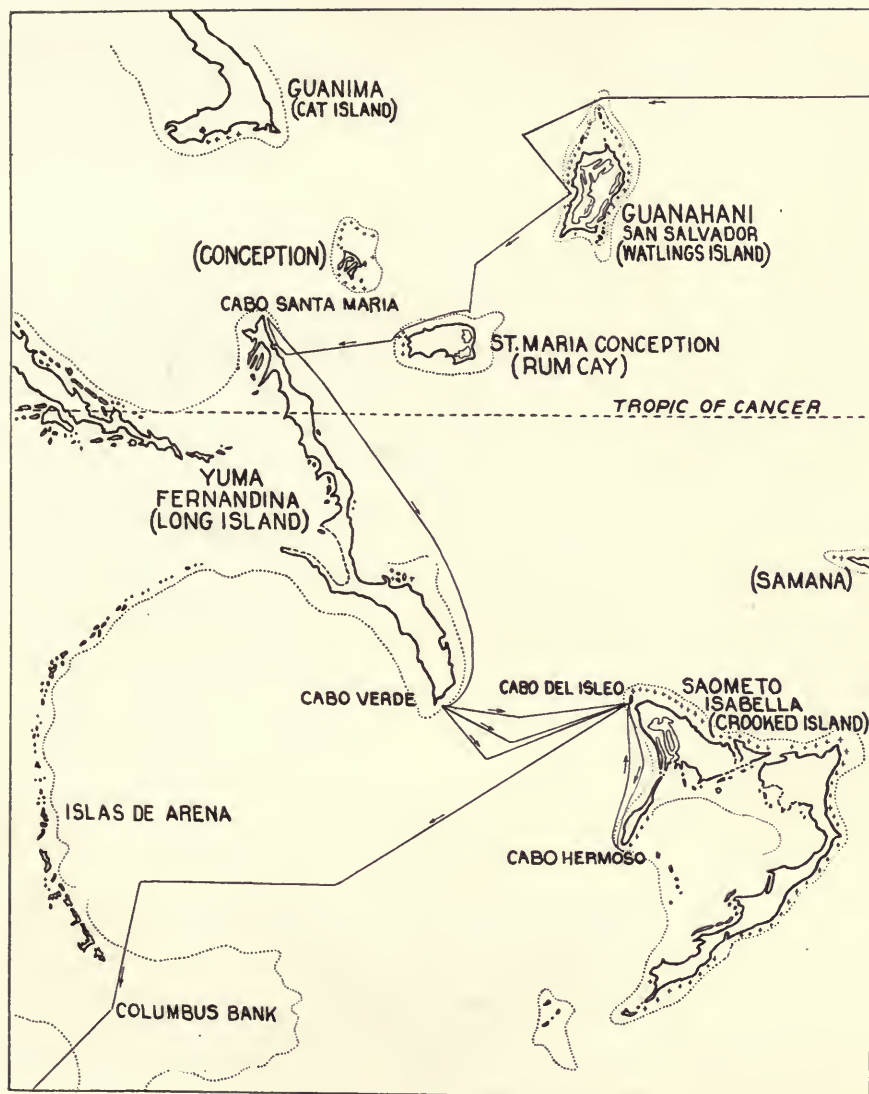 GUANIMA
(CAT ISLAND)
GUANAHANI
SAN SALVADOR
(WATLINGS ISLAND)
(CONCEPTION)
CABO SANTA MARIA
ST. MARIA CONCEPTION
(RUM CAY)
TROPIC OF CANCER
YUMA
FERNANDINA
(LONG ISLAND)
(SAMANA)
CABO VERDE
CABO DEL ISLEO
SAOMETO
ISABELLA
(CROOKED ISLAND)
ISLAS DE ARENA
CABO HERMOSO
COLUMBUS BANK